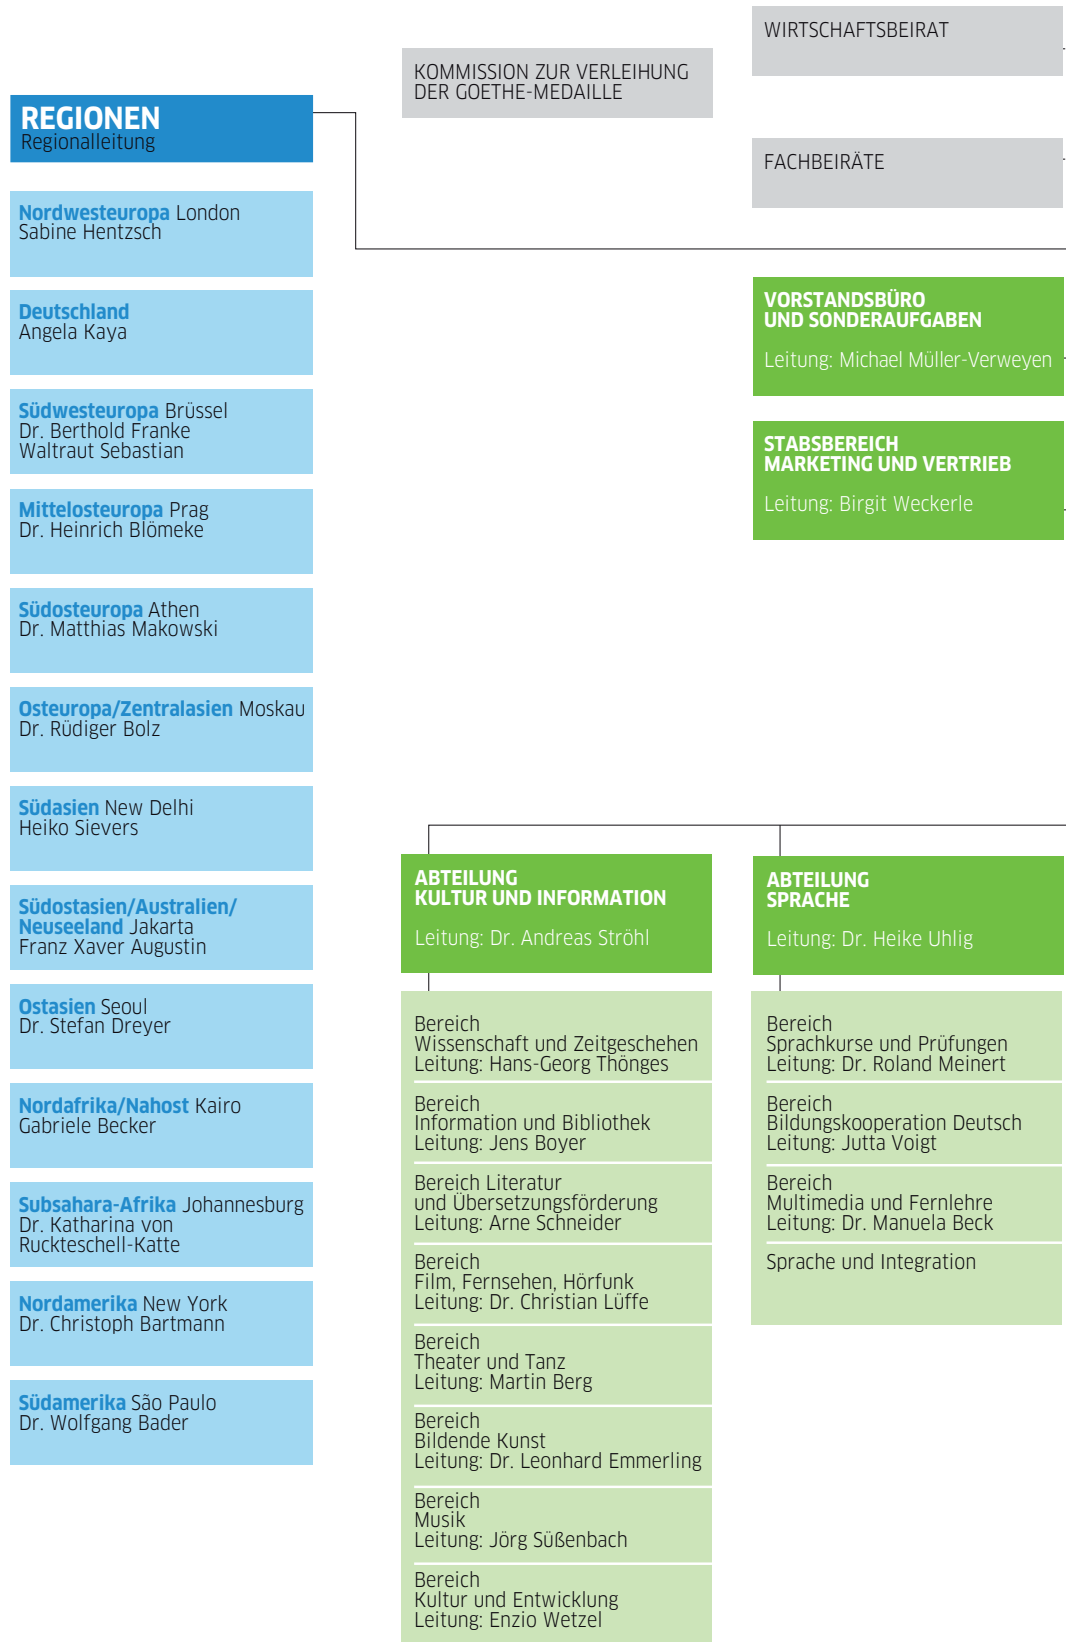 WIRTSCHAFTSBEIRAT
KOMMISSION ZUR VERLEIHUNG
DER GOETHE-MEDAILLE
FACHBEIRÄTE
REGIONEN
Regionalleitung
Nordwesteuropa London
Sabine Hentzsch
Deutschland
Angela Kaya
Südwesteuropa Brüssel
Dr. Berthold Franke
Waltraut Sebastian
Mittelosteuropa Prag
Dr. Heinrich Blömeke
Südosteuropa Athen
Dr. Matthias Makowski
Osteuropa/Zentralasien Moskau
Dr. Rüdiger Bolz
Südasien New Delhi
Heiko Sievers
Südostasien/Australien/
Neuseeland Jakarta
Franz Xaver Augustin
Ostasien Seoul
Dr. Stefan Dreyer
Nordafrika/Nahost Kairo
Gabriele Becker
Subsahara-Afrika Johannesburg
Dr. Katharina von
Ruckteschell-Katte
Nordamerika New York
Dr. Christoph Bartmann
Südamerika São Paulo
Dr. Wolfgang Bader
VORSTANDSBÜRO
UND SONDERAUFGABEN
Leitung: Michael Müller-Verweyen
STABSBEREICH
MARKETING UND VERTRIEB
Leitung: Birgit Weckerle
ABTEILUNG
KULTUR UND INFORMATION
Leitung: Dr. Andreas Ströhl
Bereich
Wissenschaft und Zeitgeschehen
Leitung: Hans-Georg Thönges
Bereich
Information und Bibliothek
Leitung: Jens Boyer
Bereich Literatur
und Übersetzungsförderung
Leitung: Arne Schneider
Bereich
Film, Fernsehen, Hörfunk
Leitung: Dr. Christian Lüffe
Bereich
Theater und Tanz
Leitung: Martin Berg
Bereich
Bildende Kunst
Leitung: Dr. Leonhard Emmerling
Bereich
Musik
Leitung: Jörg Süßenbach
Bereich
Kultur und Entwicklung
Leitung: Enzio Wetzel
ABTEILUNG
SPRACHE
Leitung: Dr. Heike Uhlig
Bereich
Sprachkurse und Prüfungen
Leitung: Dr. Roland Meinert
Bereich
Bildungskooperation Deutsch
Leitung: Jutta Voigt
Bereich
Multimedia und Fernlehre
Leitung: Dr. Manuela Beck
Sprache und Integration